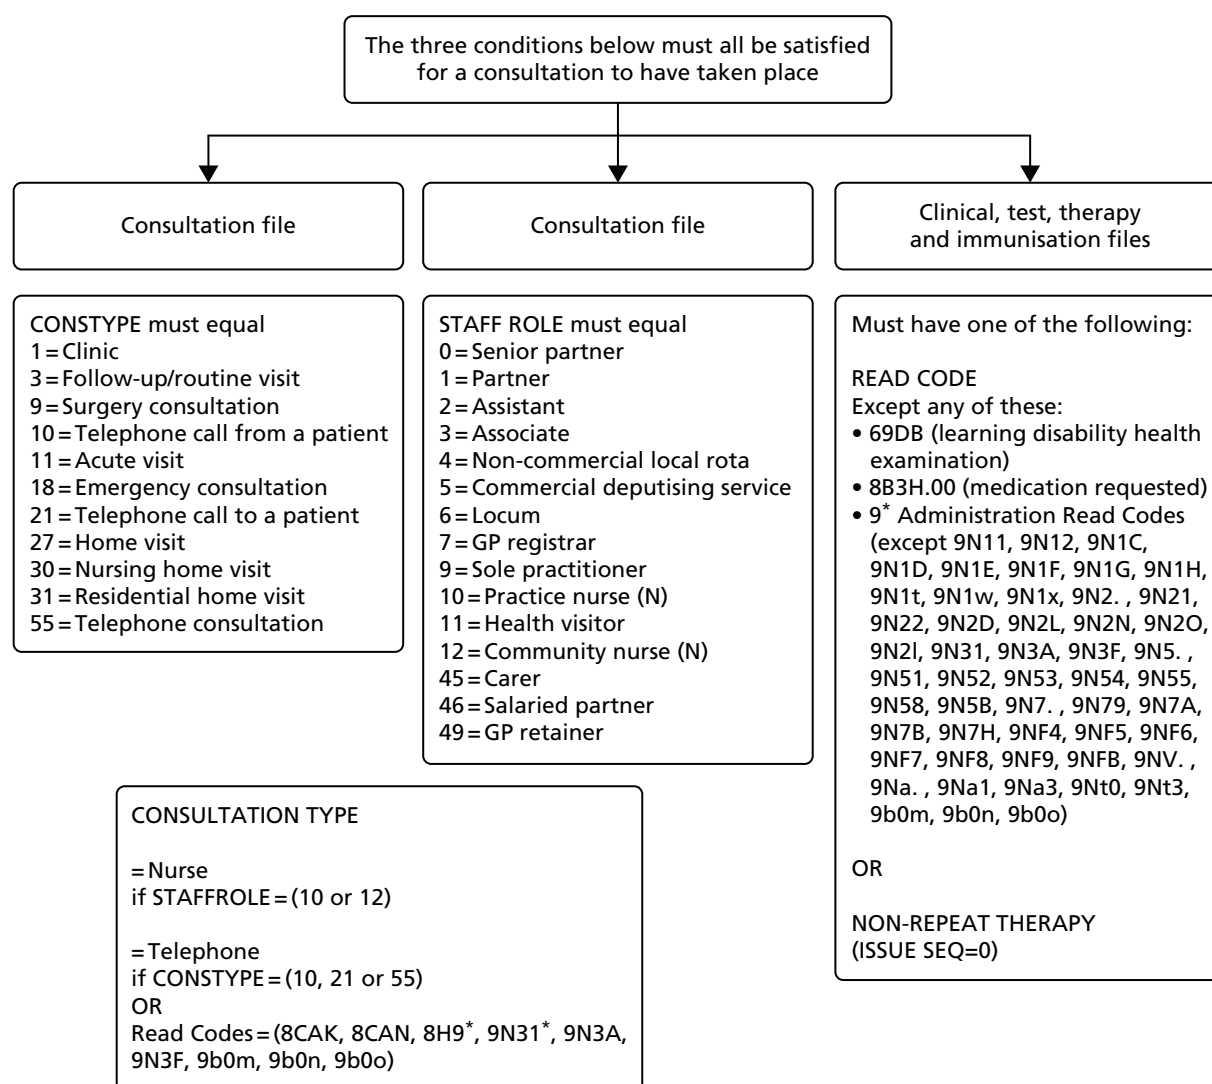 The three conditions below must all be satisfied
for a consultation to have taken place
Consultation file
Consultation file
Clinical, test, therapy
and immunisation files
CONSTYPE must equal
1=Clinic
3=Follow-up/routine visit
9=Surgery consultation
10=Telephone call from a patient
11=Acute visit
18=Emergency consultation
21=Telephone call to a patient
27=Home visit
30=Nursing home visit
31=Residential home visit
55=Telephone consultation
STAFF ROLE must equal
0=Senior partner
1=Partner
2=Assistant
3=Associate
4=Non-commercial local rota
5=Commercial deputising service
6=Locum
7=GP registrar
9=Sole practitioner
10=Practice nurse (N)
11=Health visitor
12=Community nurse (N)
45=Carer
46=Salaried partner
49=GP retainer
Must have one of the following:
READ CODE
Except any of these:
• 69DB (learning disability health
examination)
• 8B3H.00 (medication requested)
• 9* Administration Read Codes
(except 9N11, 9N12, 9N1C,
9N1D, 9N1E, 9N1F, 9N1G, 9N1H,
9N1t, 9N1w, 9N1x, 9N2. , 9N21,
9N22, 9N2D, 9N2L, 9N2N, 9N2O,
9N2l, 9N31, 9N3A, 9N3F, 9N5. ,
9N51, 9N52, 9N53, 9N54, 9N55,
9N58, 9N5B, 9N7. , 9N79, 9N7A,
9N7B, 9N7H, 9NF4, 9NF5, 9NF6,
9NF7, 9NF8, 9NF9, 9NFB, 9NV. ,
9Na. , 9Na1, 9Na3, 9Nt0, 9Nt3,
9b0m, 9b0n, 9b0o)
OR
NON-REPEAT THERAPY
(ISSUE SEQ=0)
CONSULTATION TYPE
=Nurse
if STAFFROLE=(10 or 12)
=Telephone
if CONSTYPE=(10, 21 or 55)
OR
Read Codes=(8CAK, 8CAN, 8H9*, 9N31*, 9N3A,
9N3F, 9b0m, 9b0n, 9b0o)